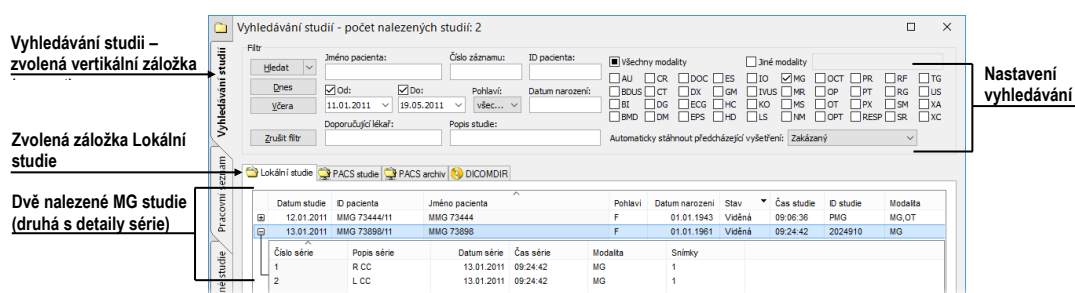 Vyhledávání studií - počet nalezených studií: 2
Vyhledávání studii –
zvolená vertikální záložka
Zvolená záložka Lokální
studie
Dvě nalezené MG studie
(druhá s detaily série)
Nastavení
vyhledávání
Vyhledávání studií
Pracovní seznam
né studie
Filtr
Hledat
Dnes
Včera
Zrušit filtr
Jméno pacienta: Číslo záznamu: ID pacienta:
Od: Do: Pohlaví: Datum narození:
11.01.2011 19.05.2011 všec...
Doporučující lékař: Popis studie:
Všechny modality Jiné modality
AU CR DOC ES IO MG OCT PR RF TG
BDUS CT DX GM IVUS MR OP PT RG US
BI DG ECG HC KO MS OT PX SM XA
BMD DM EPS HD LS NM OPT RESP SR XC
Automaticky stáhnout předcházející vyšetření: Zakázaný
Lokální studie PACS studie PACS archiv DICOMDIR
Datum studie ID pacienta Jméno pacienta Pohlaví Datum narození Stav Čas studie ID studie Modalita
12.01.2011 MMG 73444/11 MMG 73444 F 01.01.1943 Viděná 09:06:36 PMG MG,OT
13.01.2011 MMG 73898/11 MMG 73898 F 01.01.1961 Viděná 09:24:42 2024910 MG
Číslo série Popis série Datum série Čas série Modalita Snímky
1 R CC 13.01.2011 09:24:42 MG 1
2 L CC 13.01.2011 09:24:42 MG 1